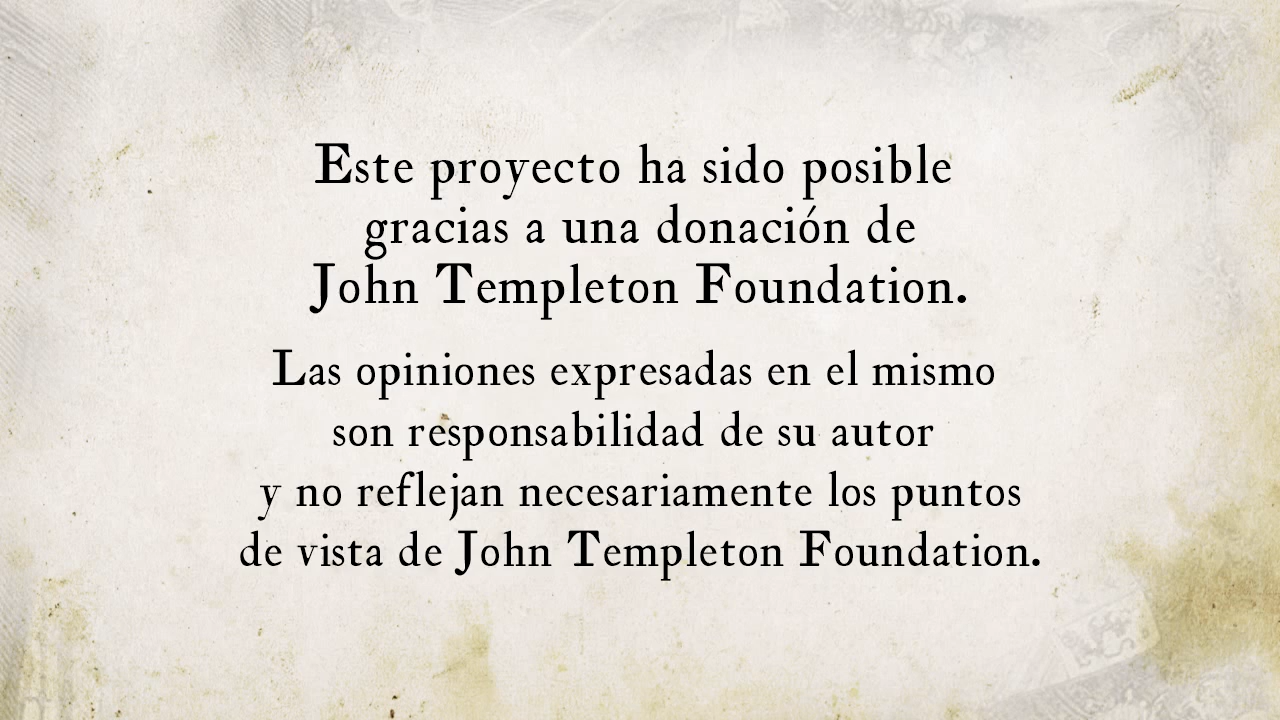 Este proyecto ha sido posible
gracias a una donación de
John Templeton Foundation.
Las opiniones expresadas en el mismo
son responsabilidad de su autor
y no reflejan necesariamente los puntos
de vista de John Templeton Foundation.